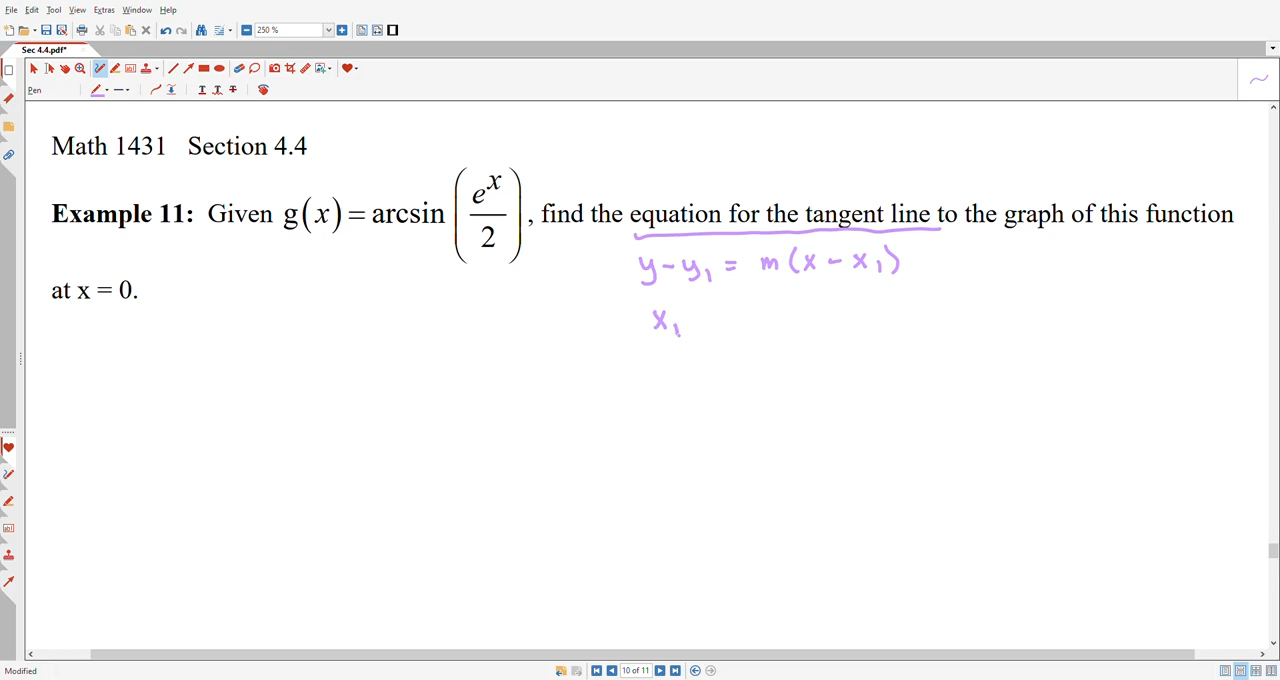 File Edit Tool View Extras Window Help
250 %
Sec 4.4.pdf*
Pen
Math 1431 Section 4.4
Example 11: Given g(x) = arcsin(e^x/2), find the equation for the tangent line to the graph of this function
y - y₁ = m(x - x₁)
at x = 0.
x₁
Modified
10 of 11